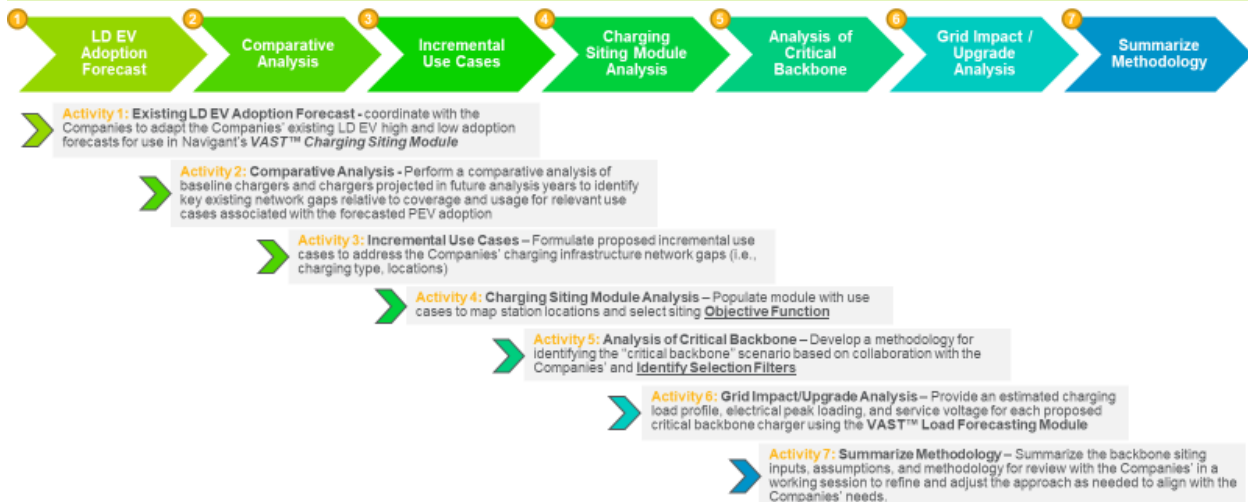 1
LD EV
Adoption
Forecast
2
Comparative
Analysis
3
Incremental
Use Cases
4
Charging
Siting Module
Analysis
5
Analysis of
Critical
Backbone
6
Grid Impact /
Upgrade
Analysis
7
Summarize
Methodology
Activity 1: Existing LD EV Adoption Forecast - coordinate with the
Companies to adapt the Companies' existing LD EV high and low adoption
forecasts for use in Navigant's VAST™ Charging Siting Module
Activity 2: Comparative Analysis - Perform a comparative analysis of
baseline chargers and chargers projected in future analysis years to identify
key existing network gaps relative to coverage and usage for relevant use
cases associated with the forecasted PEV adoption
Activity 3: Incremental Use Cases – Formulate proposed incremental use
cases to address the Companies' charging infrastructure network gaps (i.e.,
charging type, locations)
Activity 4: Charging Siting Module Analysis – Populate module with use
cases to map station locations and select siting Objective Function
Activity 5: Analysis of Critical Backbone – Develop a methodology for
identifying the "critical backbone" scenario based on collaboration with the
Companies' and Identify Selection Filters
Activity 6: Grid Impact/Upgrade Analysis – Provide an estimated charging
load profile, electrical peak loading, and service voltage for each proposed
critical backbone charger using the VAST™ Load Forecasting Module
Activity 7: Summarize Methodology – Summarize the backbone siting
inputs, assumptions, and methodology for review with the Companies' in a
working session to refine and adjust the approach as needed to align with the
Companies' needs.